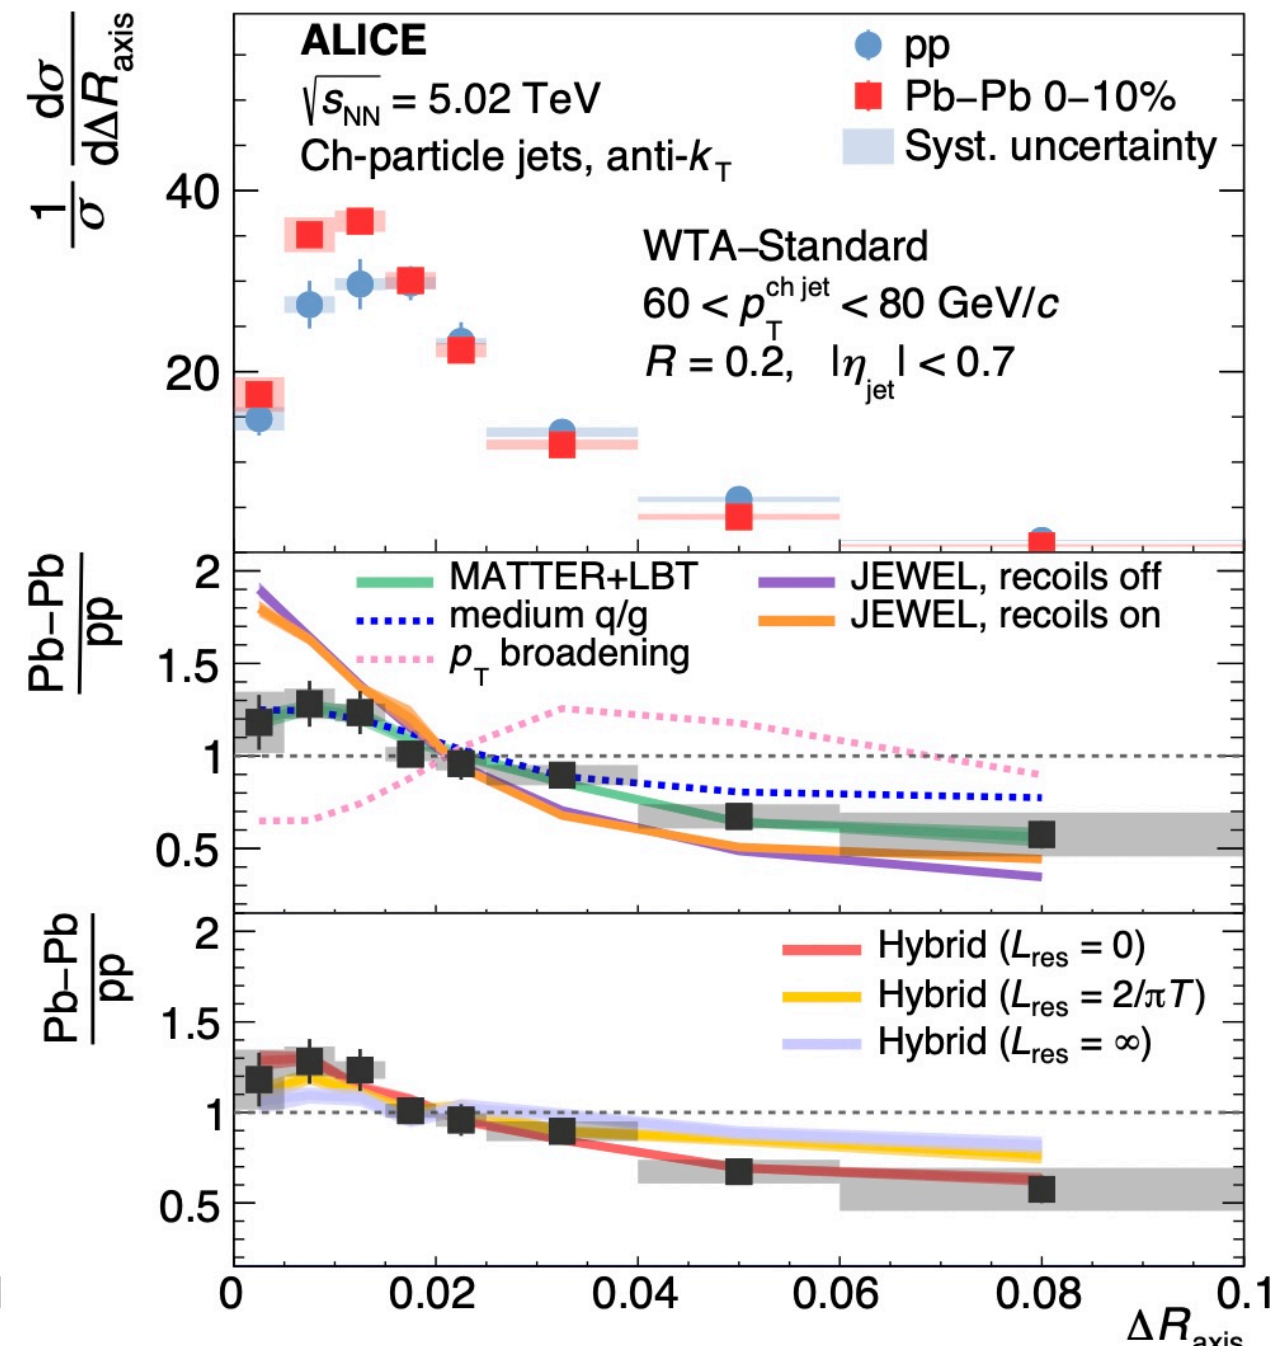 1/σ dσ/dΔR_axis
ALICE
√s_NN = 5.02 TeV
Ch-particle jets, anti-k_T
pp
Pb–Pb 0–10%
Syst. uncertainty
WTA–Standard
60 < p_T^ch jet < 80 GeV/c
R = 0.2, |η_jet| < 0.7
40
20
Pb–Pb/pp
MATTER+LBT
medium q/g
p_T broadening
JEWEL, recoils off
JEWEL, recoils on
2
1.5
1
0.5
Pb–Pb/pp
Hybrid (L_res = 0)
Hybrid (L_res = 2/πT)
Hybrid (L_res = ∞)
2
1.5
1
0.5
0 0.02 0.04 0.06 0.08 0.1
ΔR_axis